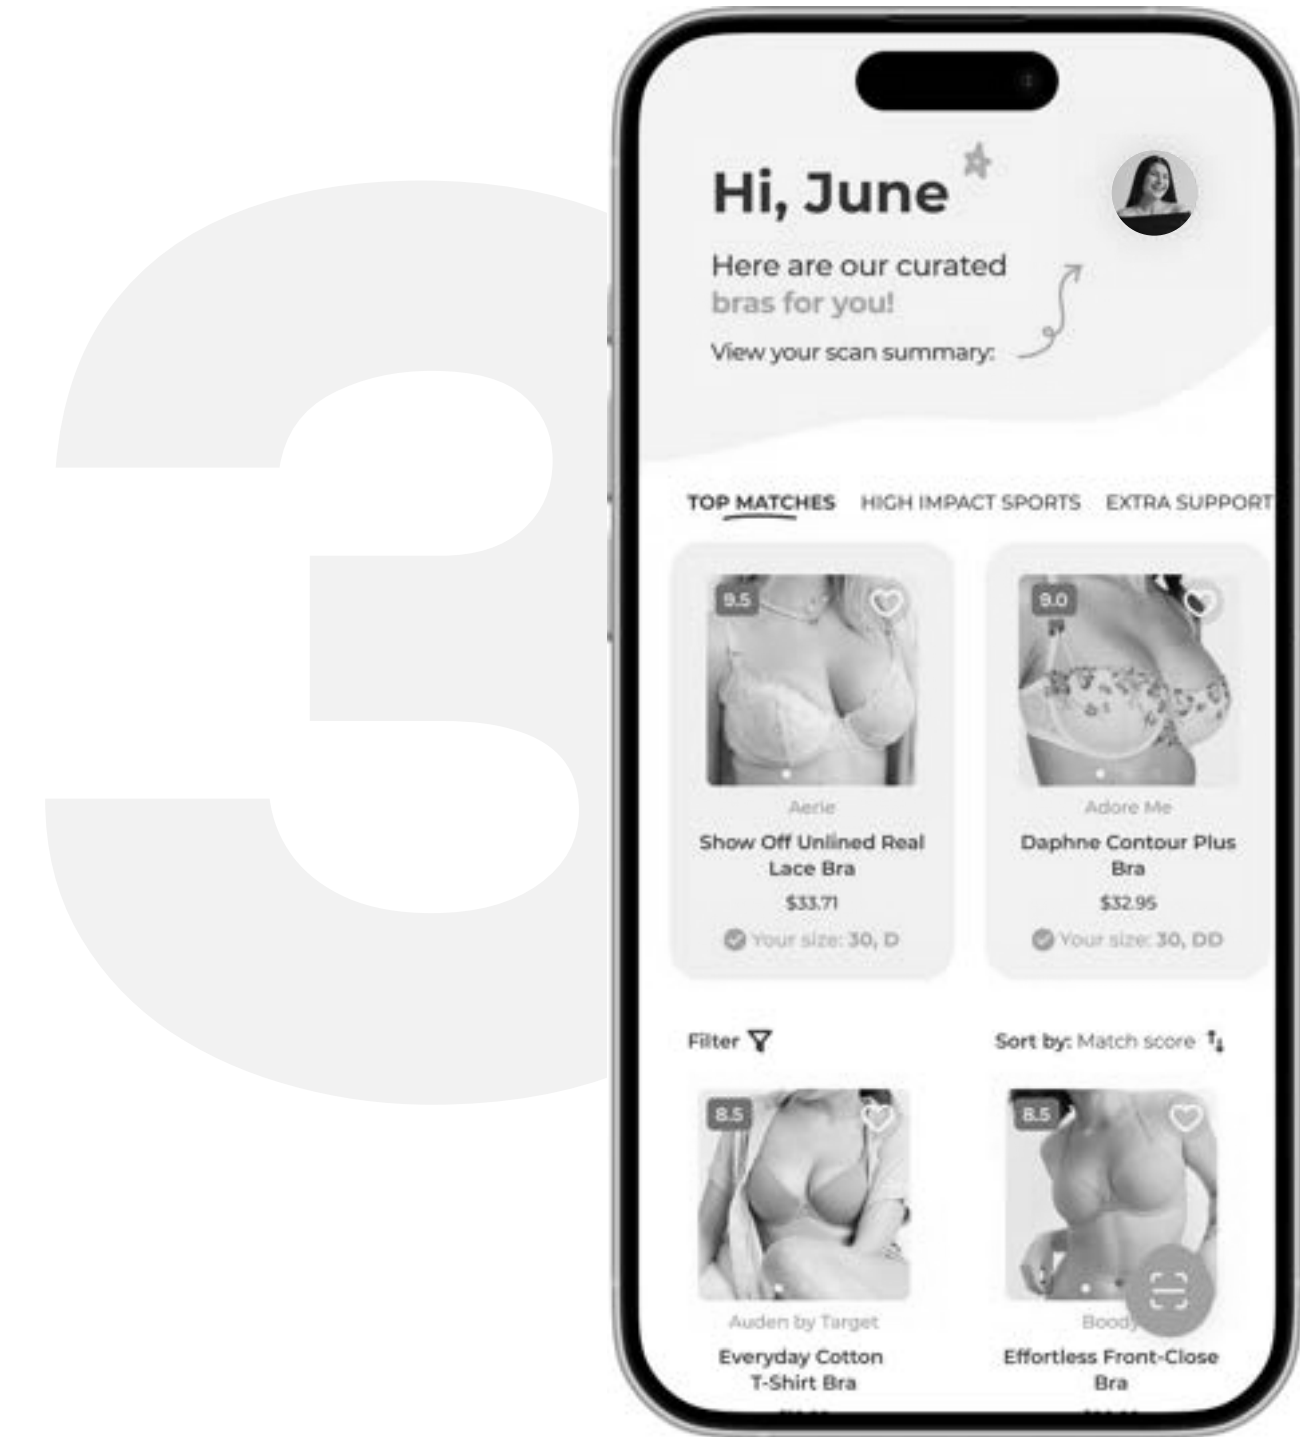 3
Hi, June
Here are our curated
bras for you!
View your scan summary:
TOP MATCHES HIGH IMPACT SPORTS EXTRA SUPPORT
9.5
Aerie
Show Off Unlined Real
Lace Bra
$33.71
Your size: 30, D
9.0
Adore Me
Daphne Contour Plus
Bra
$32.95
Your size: 30, DD
Filter
Sort by: Match score
8.5
Auden by Target
Everyday Cotton
T-Shirt Bra
8.5
Boody
Effortless Front-Close
Bra